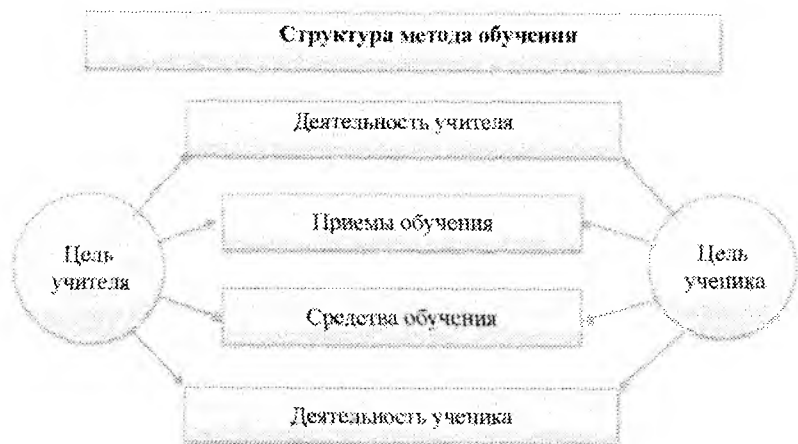 Структура метода обучения
Деятельность учителя
Приемы обучения
Цель
учителя
Цель
ученика
Средства обучения
Деятельность ученика